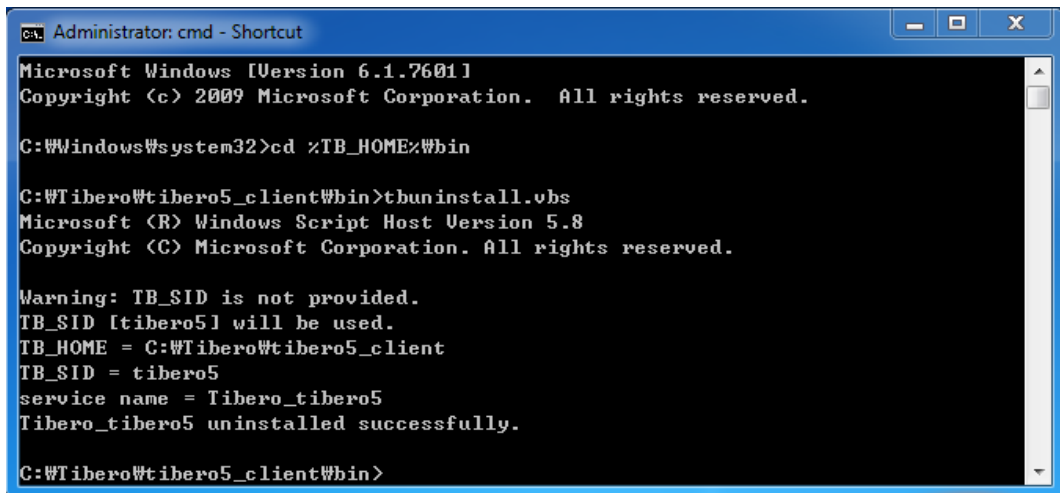 Administrator: cmd - Shortcut
Microsoft Windows [Version 6.1.7601]
Copyright (c) 2009 Microsoft Corporation.  All rights reserved.
C:₩Windows₩system32>cd %TB_HOME%₩bin
C:₩Tibero₩tibero5_client₩bin>tbuninstall.vbs
Microsoft (R) Windows Script Host Version 5.8
Copyright (C) Microsoft Corporation. All rights reserved.
Warning: TB_SID is not provided.
TB_SID [tibero5] will be used.
TB_HOME = C:₩Tibero₩tibero5_client
TB_SID = tibero5
service name = Tibero_tibero5
Tibero_tibero5 uninstalled successfully.
C:₩Tibero₩tibero5_client₩bin>